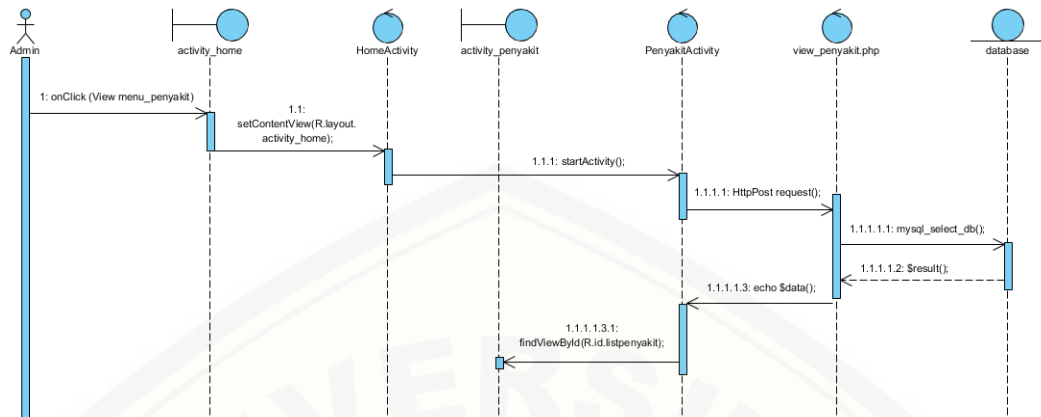 Admin
activity_home
HomeActivity
activity_penyakit
PenyakitActivity
view_penyakit.php
database
1: onClick (View menu_penyakit)
1.1:
setContentView(R.layout.
activity_home);
1.1.1: startActivity();
1.1.1.1: HttpPost request();
1.1.1.1.1: mysql_select_db();
1.1.1.1.2: $result();
1.1.1.1.3: echo $data();
1.1.1.1.3.1:
findViewById(R.id.listpenyakit);
VERSI